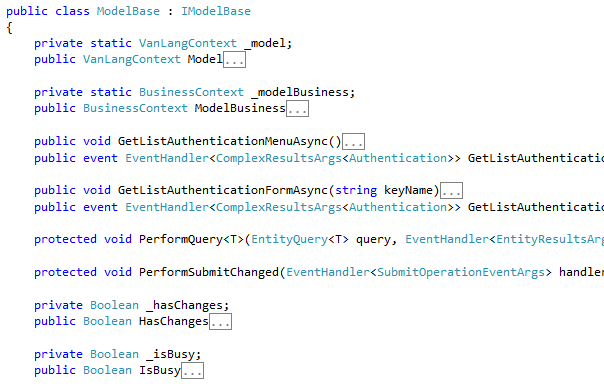 public class ModelBase : IModelBase
{
    private static VanLangContext _model;
    public VanLangContext Model...

    private static BusinessContext _modelBusiness;
    public BusinessContext ModelBusiness...

    public void GetListAuthenticationMenuAsync()...
    public event EventHandler<ComplexResultsArgs<Authentication>> GetListAuthenticatio

    public void GetListAuthenticationFormAsync(string keyName)...
    public event EventHandler<ComplexResultsArgs<Authentication>> GetListAuthenticatio

    protected void PerformQuery<T>(EntityQuery<T> query, EventHandler<EntityResultsArg

    protected void PerformSubmitChanged(EventHandler<SubmitOperationEventArgs> handler

    private Boolean _hasChanges;
    public Boolean HasChanges...

    private Boolean _isBusy;
    public Boolean IsBusy...